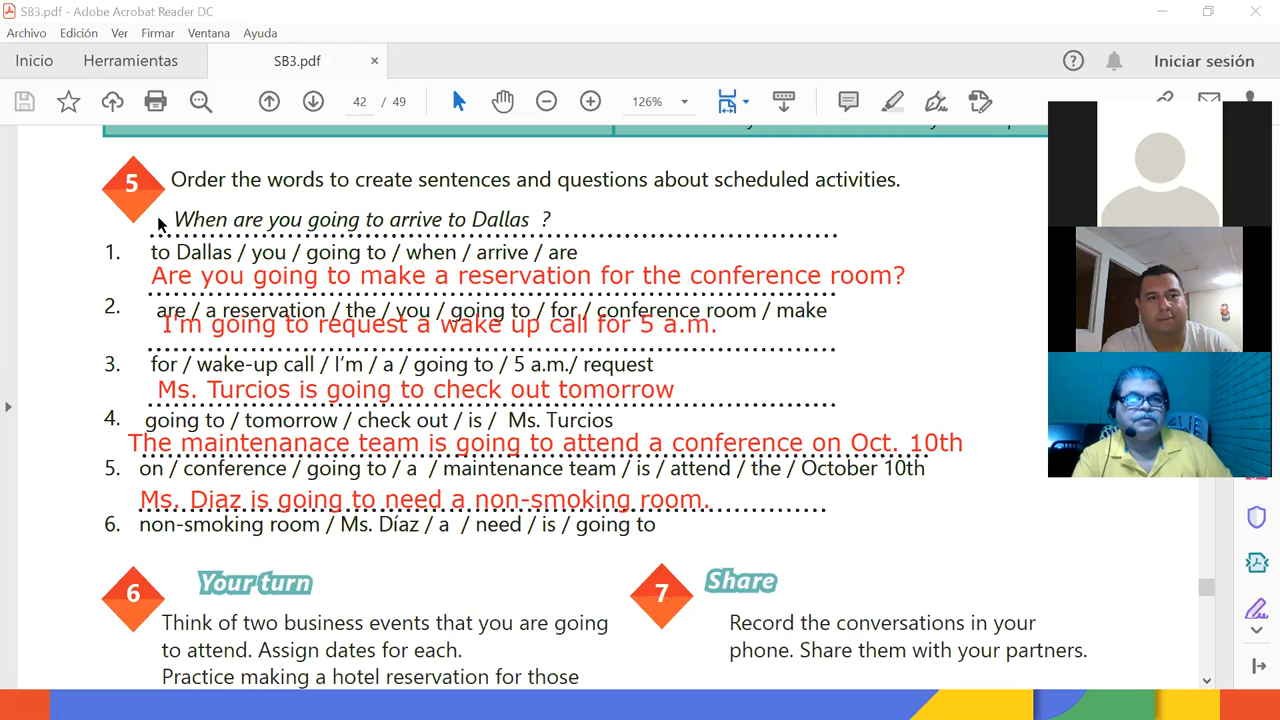 SB3.pdf - Adobe Acrobat Reader DC
Archivo Edición Ver Firmar Ventana Ayuda
Inicio Herramientas SB3.pdf × Iniciar sesión
42 / 49 126%
5 Order the words to create sentences and questions about scheduled activities.
When are you going to arrive to Dallas ?
1. to Dallas / you / going to / when / arrive / are
Are you going to make a reservation for the conference room?
2. are / a reservation / the / you / going to / for / conference room / make
I'm going to request a wake up call for 5 a.m.
3. for / wake-up call / I'm / a / going to / 5 a.m./ request
Ms. Turcios is going to check out tomorrow
4. going to / tomorrow / check out / is / Ms. Turcios
The maintenanace team is going to attend a conference on Oct. 10th
5. on / conference / going to / a / maintenance team / is / attend / the / October 10th
Ms. Diaz is going to need a non-smoking room.
6. non-smoking room / Ms. Díaz / a / need / is / going to
6 Your turn
Think of two business events that you are going
to attend. Assign dates for each.
Practice making a hotel reservation for those
7 Share
Record the conversations in your
phone. Share them with your partners.